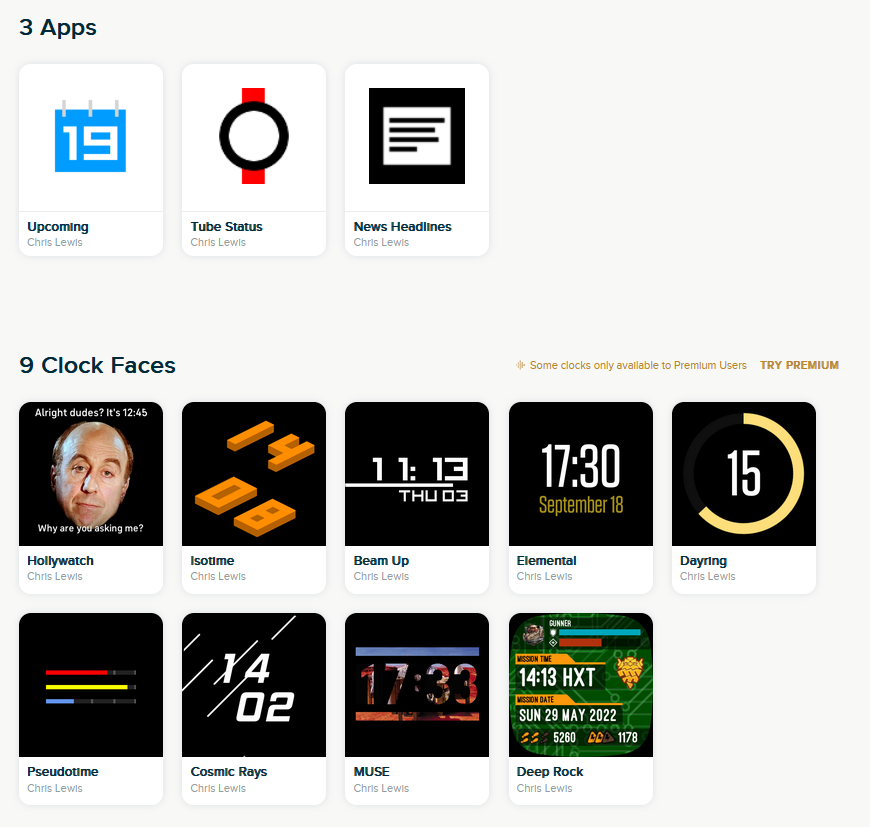 3 Apps
19
Upcoming
Chris Lewis
Tube Status
Chris Lewis
News Headlines
Chris Lewis
9 Clock Faces
Some clocks only available to Premium Users
TRY PREMIUM
Alright dudes? It's 12:45
Why are you asking me?
Hollywatch
Chris Lewis
14
08
Isotime
Chris Lewis
11:13
THU 03
Beam Up
Chris Lewis
17:30
September 18
Elemental
Chris Lewis
15
Dayring
Chris Lewis
Pseudotime
Chris Lewis
14
02
Cosmic Rays
Chris Lewis
17:33
MUSE
Chris Lewis
GUNNER
MISSION TIME
14:13 HXT
MISSION DATE
SUN 29 MAY 2022
5260 1178
Deep Rock
Chris Lewis